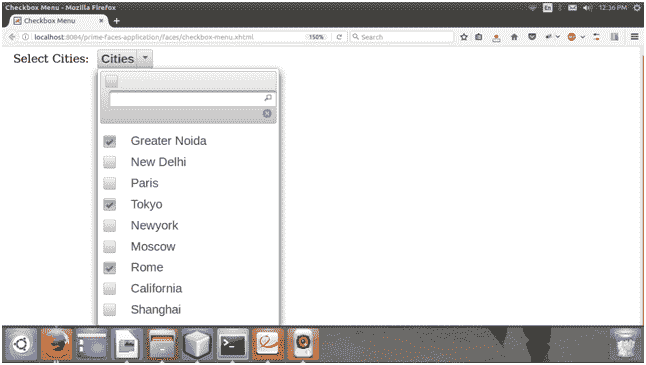 Checkbox Menu - Mozilla Firefox
En
12:36 PM
Checkbox Menu
localhost:8084/prime-faces-application/faces/checkbox-menu.xhtml
150%
Search
Select Cities:
Cities
Greater Noida
New Delhi
Paris
Tokyo
Newyork
Moscow
Rome
California
Shanghai